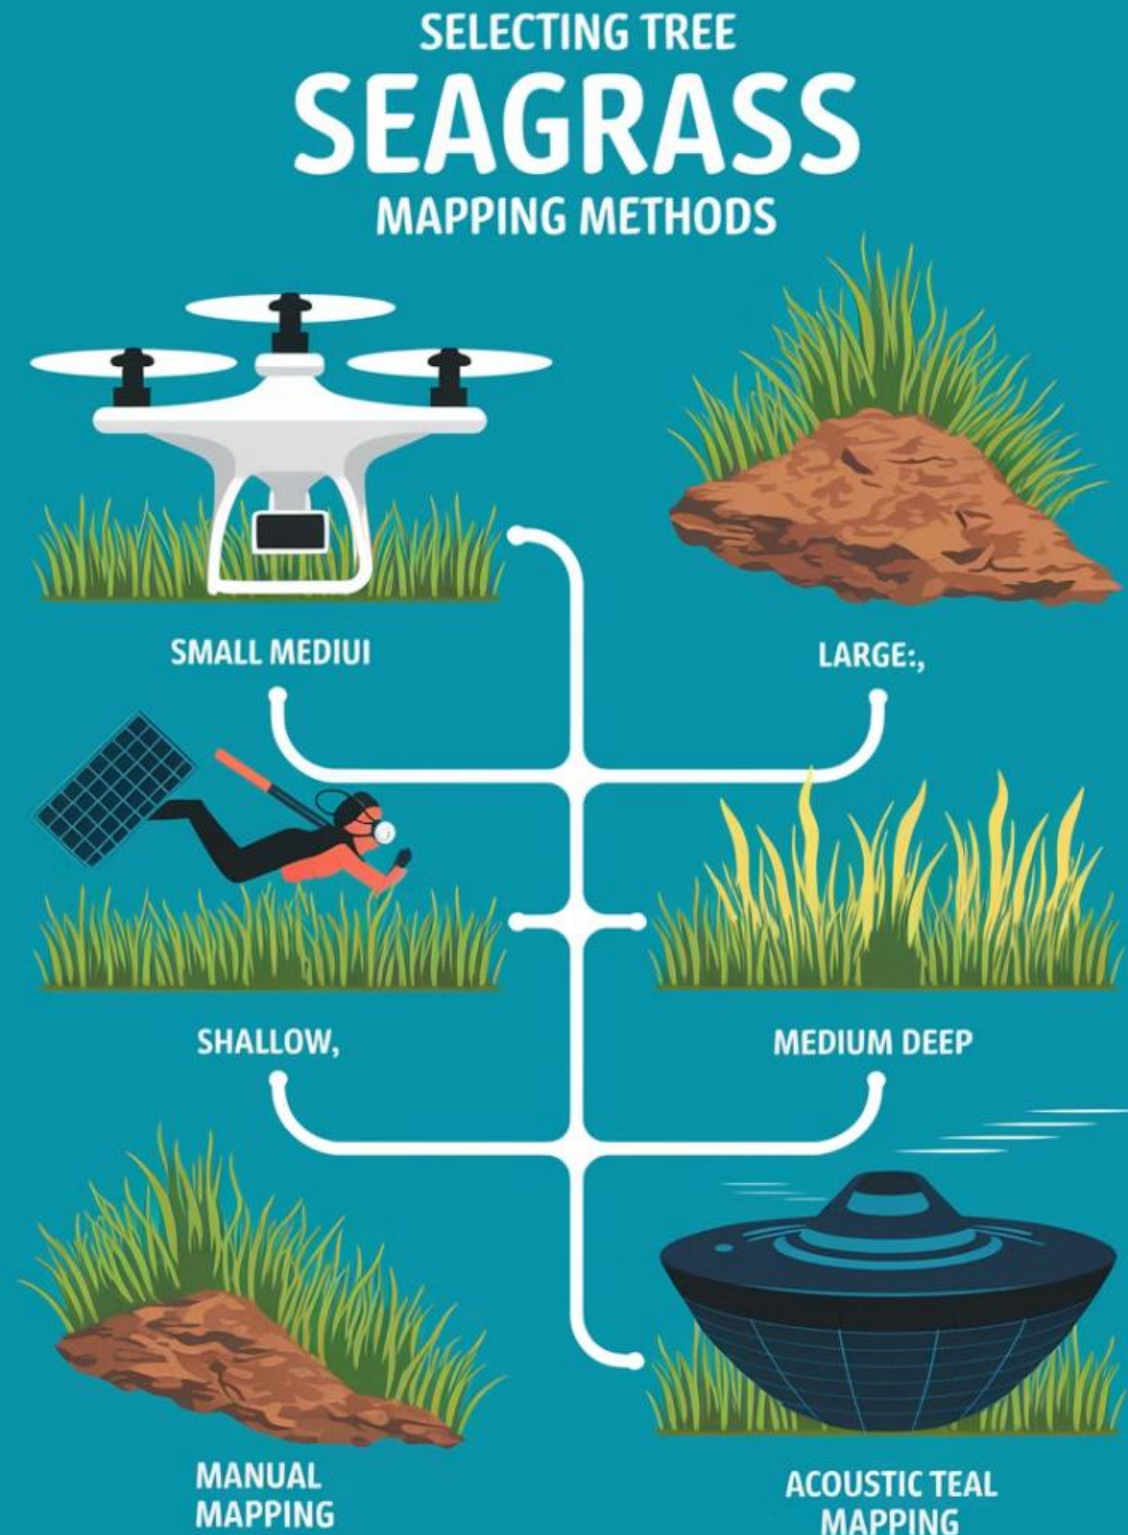 SELECTING TREE
SEAGRASS
MAPPING METHODS
SMALL MEDIUI
LARGE:,
SHALLOW,
MEDIUM DEEP
MANUAL
MAPPING
ACOUSTIC TEAL
MAPPING